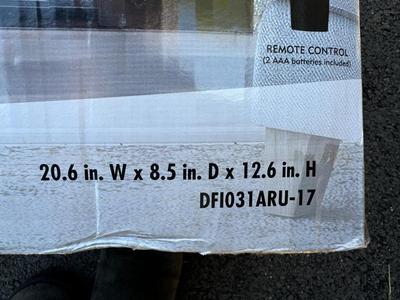 REMOTE CONTROL
(2 AAA batteries included)
20.6 in. W x 8.5 in. D x 12.6 in. H
DFI031ARU-17